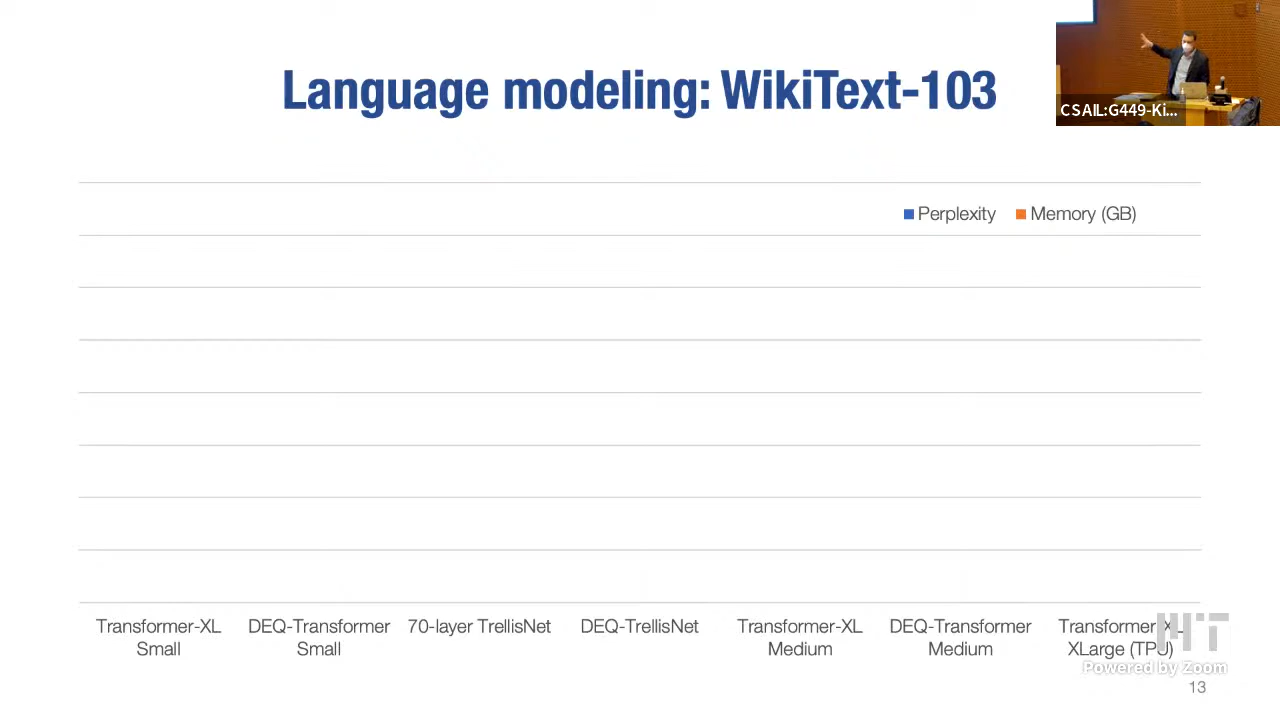 Language modeling: WikiText-103
CSAIL:G449-Ki...
Perplexity Memory (GB)
Transformer-XL Small
DEQ-Transformer Small
70-layer TrellisNet
DEQ-TrellisNet
Transformer-XL Medium
DEQ-Transformer Medium
Transformer-XL XLarge (TPU)
MIT
Powered by Zoom
13